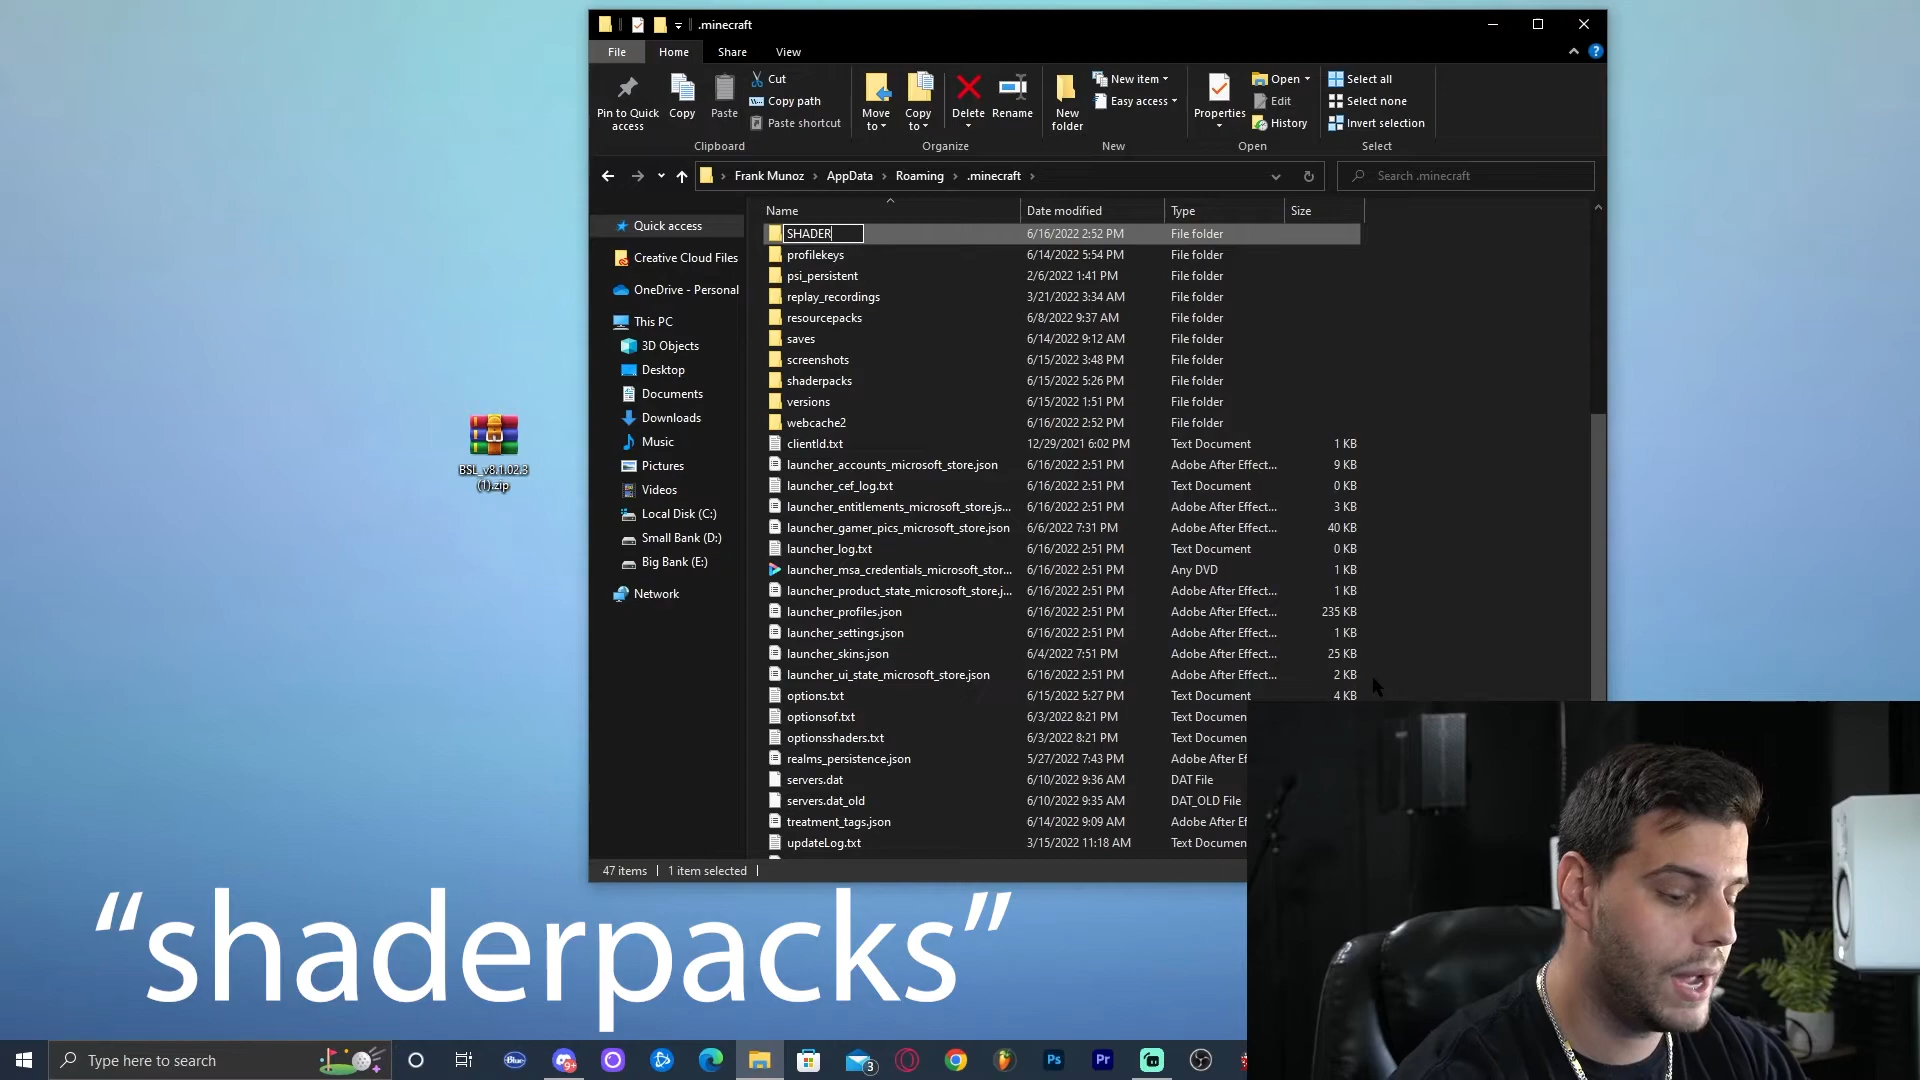 .minecraft
File Home Share View
Pin to Quick access
Copy
Paste
Cut
Copy path
Paste shortcut
Clipboard
Move to
Copy to
Delete
Rename
Organize
New folder
New item
Easy access
New
Properties
Open
Edit
History
Open
Select all
Select none
Invert selection
Select
Frank Munoz > AppData > Roaming > .minecraft >
Search .minecraft
Quick access
Creative Cloud Files
OneDrive - Personal
This PC
3D Objects
Desktop
Documents
Downloads
Music
Pictures
Videos
Local Disk (C:)
Small Bank (D:)
Big Bank (E:)
Network
Name Date modified Type Size
SHADER 6/16/2022 2:52 PM File folder
profilekeys 6/14/2022 5:54 PM File folder
psi_persistent 2/6/2022 1:41 PM File folder
replay_recordings 3/21/2022 3:34 AM File folder
resourcepacks 6/8/2022 9:37 AM File folder
saves 6/14/2022 9:12 AM File folder
screenshots 6/15/2022 3:48 PM File folder
shaderpacks 6/15/2022 5:26 PM File folder
versions 6/15/2022 1:51 PM File folder
webcache2 6/16/2022 2:52 PM File folder
clientId.txt 12/29/2021 6:02 PM Text Document 1 KB
launcher_accounts_microsoft_store.json 6/16/2022 2:51 PM Adobe After Effect... 9 KB
launcher_cef_log.txt 6/16/2022 2:51 PM Text Document 0 KB
launcher_entitlements_microsoft_store.js... 6/16/2022 2:51 PM Adobe After Effect... 3 KB
launcher_gamer_pics_microsoft_store.json 6/6/2022 7:31 PM Adobe After Effect... 40 KB
launcher_log.txt 6/16/2022 2:51 PM Text Document 0 KB
launcher_msa_credentials_microsoft_stor... 6/16/2022 2:51 PM Any DVD 1 KB
launcher_product_state_microsoft_store.j... 6/16/2022 2:51 PM Adobe After Effect... 1 KB
launcher_profiles.json 6/16/2022 2:51 PM Adobe After Effect... 235 KB
launcher_settings.json 6/16/2022 2:51 PM Adobe After Effect... 1 KB
launcher_skins.json 6/4/2022 7:51 PM Adobe After Effect... 25 KB
launcher_ui_state_microsoft_store.json 6/16/2022 2:51 PM Adobe After Effect... 2 KB
options.txt 6/15/2022 5:27 PM Text Document 4 KB
optionsof.txt 6/3/2022 8:21 PM Text Documen
optionsshaders.txt 6/3/2022 8:21 PM Text Documen
realms_persistence.json 5/27/2022 7:43 PM Adobe After Ef
servers.dat 6/10/2022 9:36 AM DAT File
servers.dat_old 6/10/2022 9:35 AM DAT_OLD File
treatment_tags.json 6/14/2022 9:09 AM Adobe After Ef
updateLog.txt 3/15/2022 11:18 AM Text Documen
47 items 1 item selected
BSL_v8.1.02.3
(1).zip
“shaderpacks”
Type here to search
Blue
9+
3
Ps
Pr